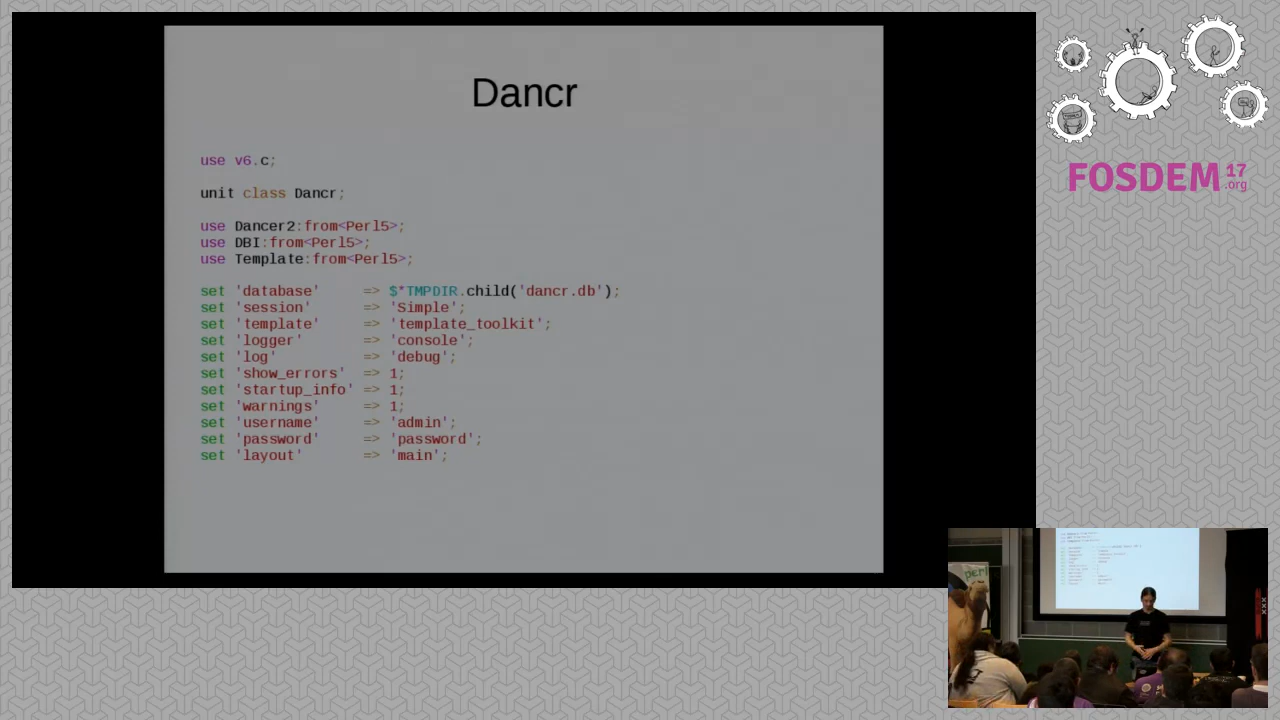 Dancr
use v6.c;
unit class Dancr;
use Dancer2:from<Perl5>;
use DBI:from<Perl5>;
use Template:from<Perl5>;
set 'database'     => $*TMPDIR.child('dancr.db');
set 'session'      => 'Simple';
set 'template'     => 'template_toolkit';
set 'logger'       => 'console';
set 'log'          => 'debug';
set 'show_errors'  => 1;
set 'startup_info' => 1;
set 'warnings'     => 1;
set 'username'     => 'admin';
set 'password'     => 'password';
set 'layout'       => 'main';
FOSDEM 17
.org
perl